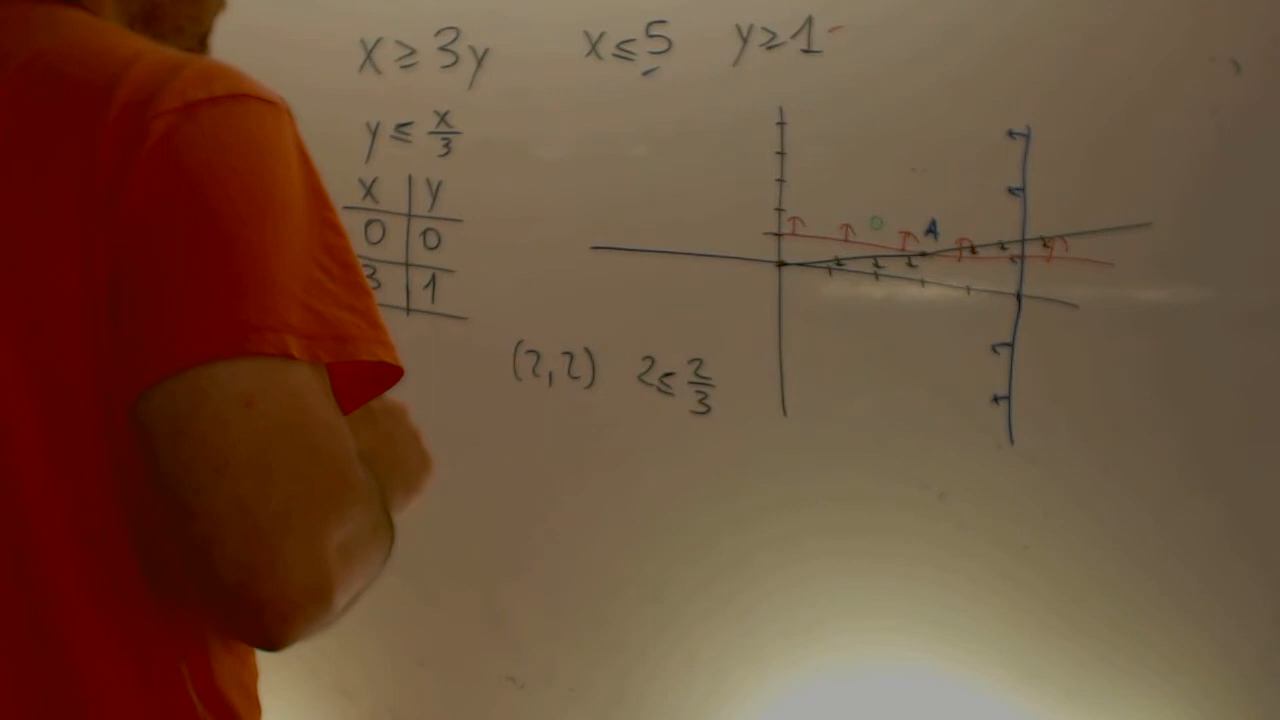 x ≥ 3y x ≤ 5 y ≥ 1
y ≤ x/3
x y
0 0
3 1
A
(2,2) 2 ≤ 2/3